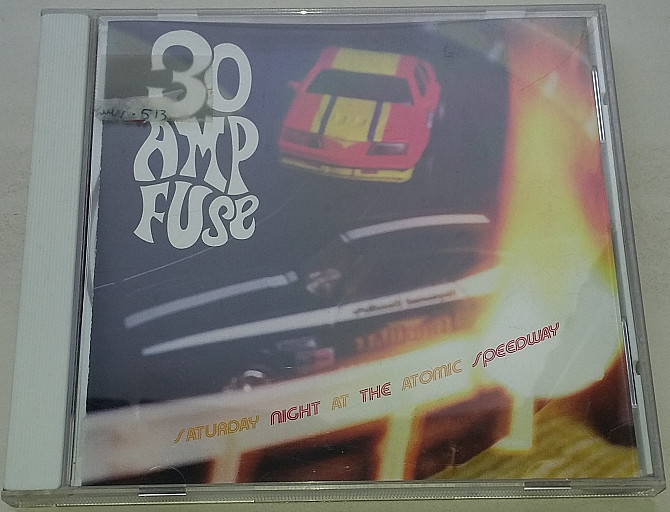 30
AMP
FUSE
SATURDAY NIGHT AT THE ATOMIC SPEEDWAY